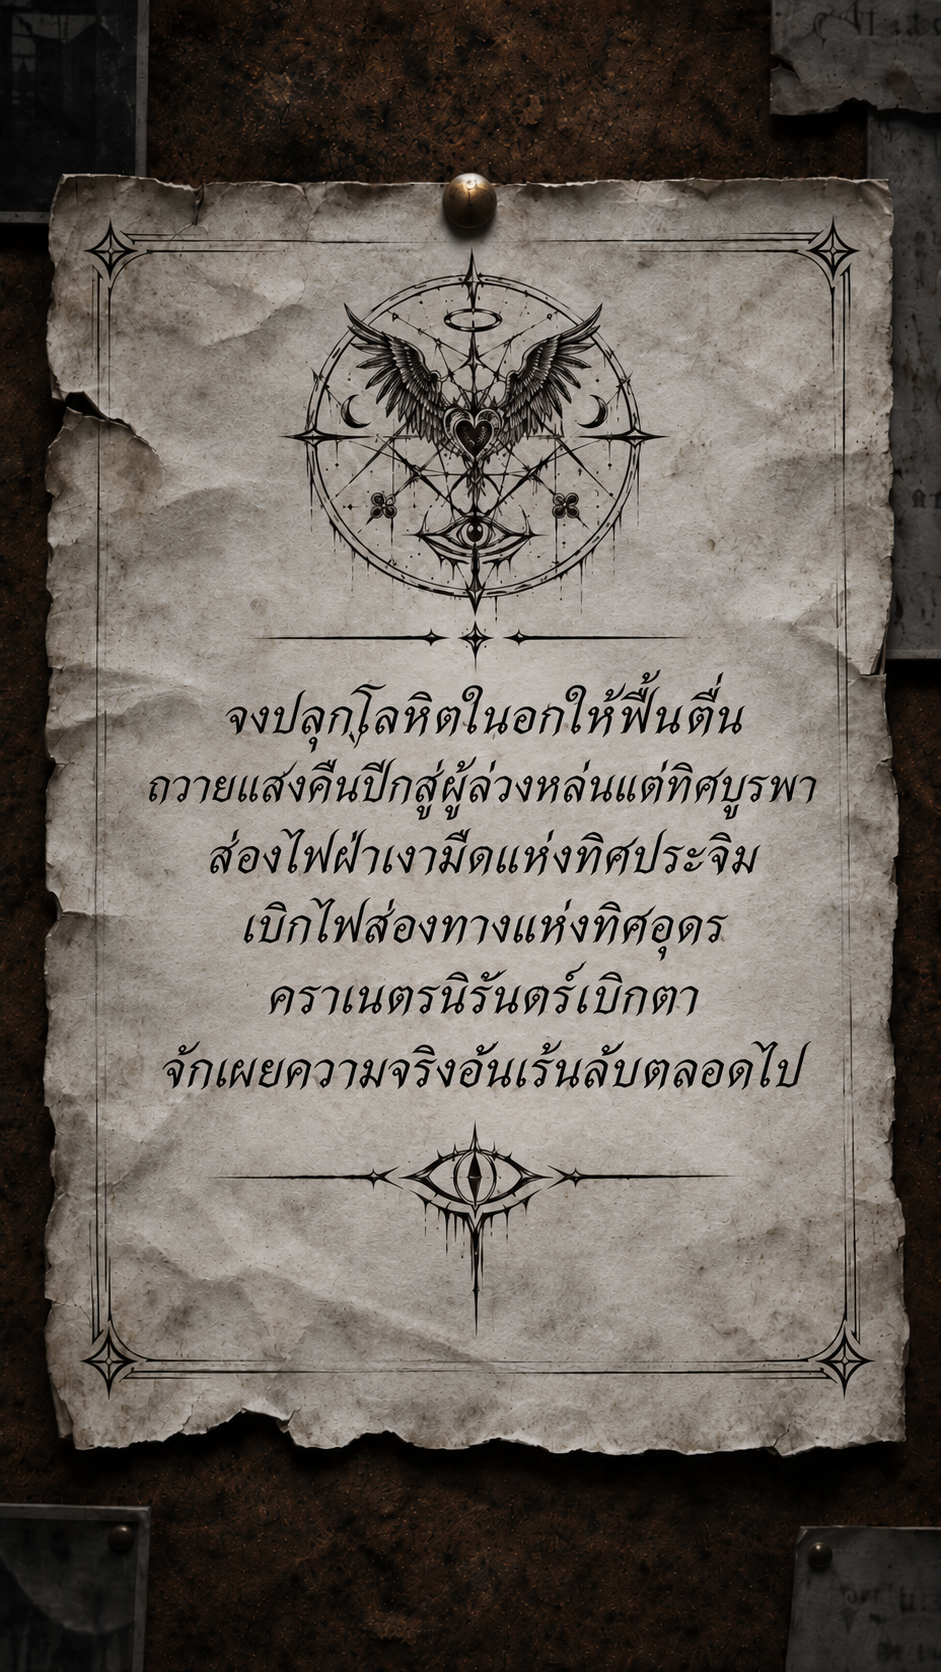 จงปลุกโลหิตในอกให้ฟื้นตื่น
ถวายแสงคืนปีกสู่ผู้ล่วงหล่นแต่ทิศบูรพา
ส่องไฟฝ่าเงามืดแห่งทิศประจิม
เบิกไฟส่องทางแห่งทิศอุดร
คราเนตรนิรันดร์เบิกตา
จักเผยความจริงอันเร้นลับตลอดไป